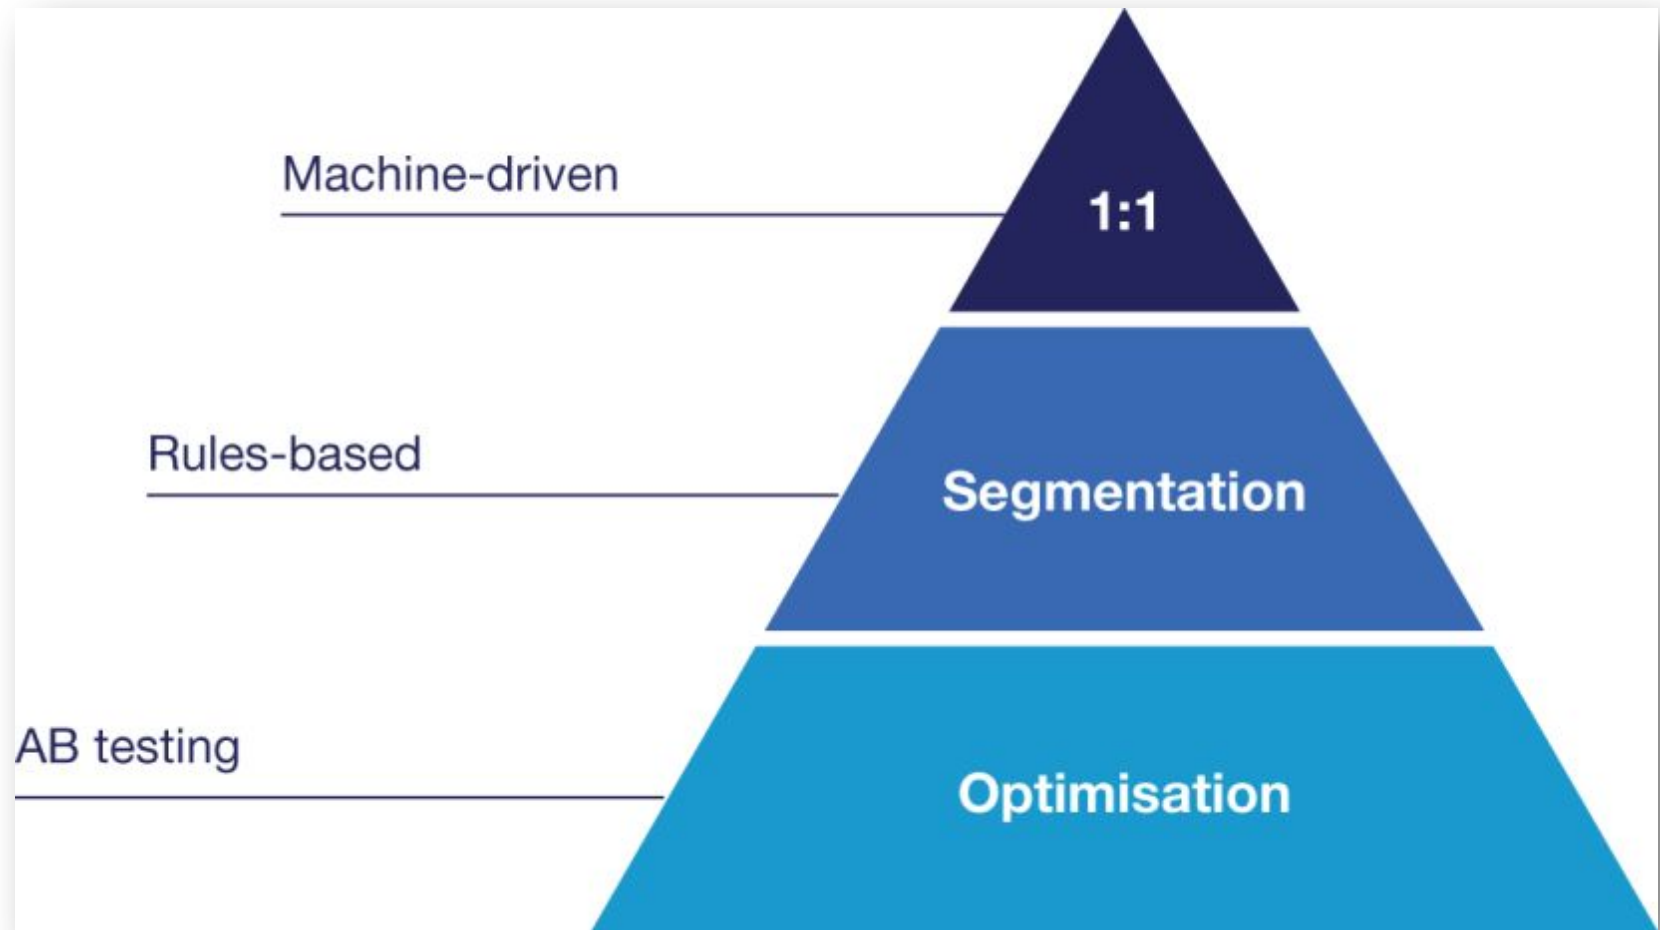 Machine-driven
1:1
Rules-based
Segmentation
AB testing
Optimisation